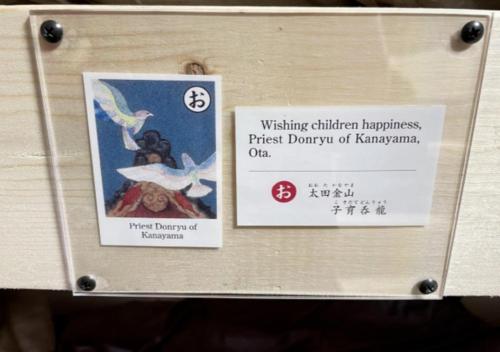 お
Priest Donryu of
Kanayama
Wishing children happiness,
Priest Donryu of Kanayama,
Ota.
お
おおたかなやま
太田金山
こそだてどんりゅう
子育呑龍